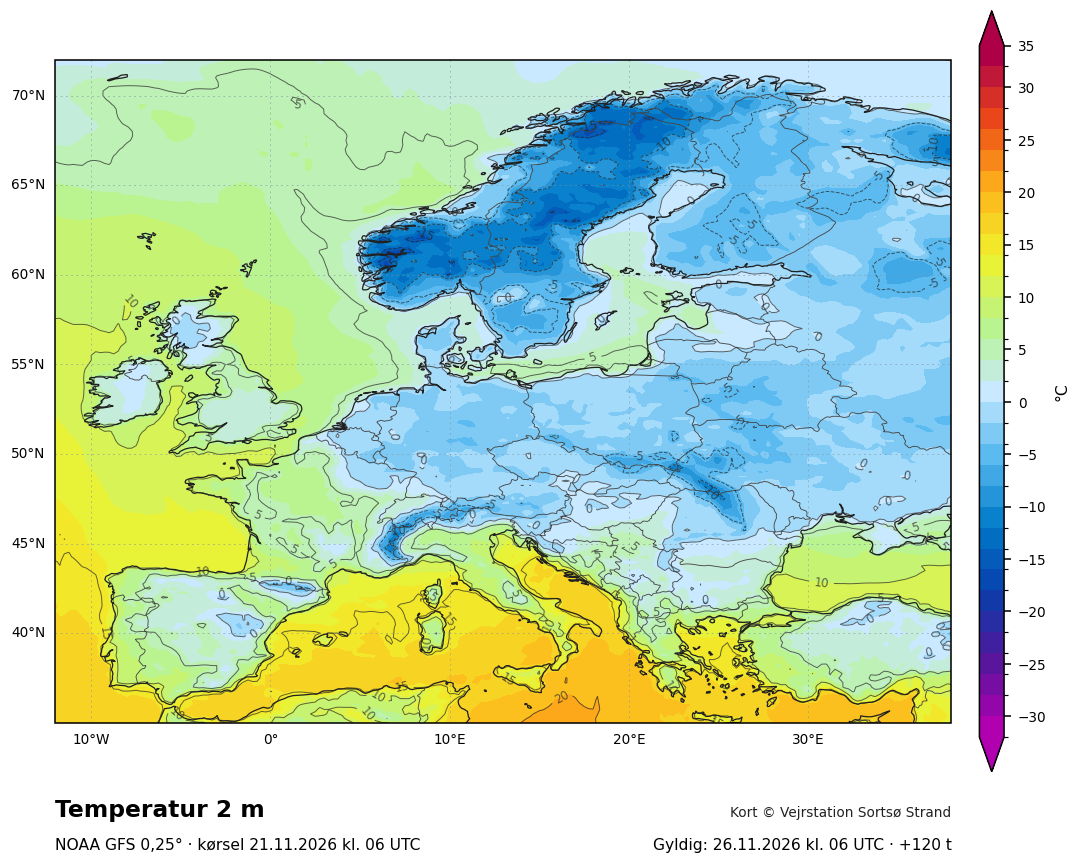 70°N
65°N
60°N
55°N
50°N
45°N
40°N
10°W
0°
10°E
20°E
30°E
35
30
25
20
15
10
5
0
−5
−10
−15
−20
−25
−30
°C
Temperatur 2 m
Kort © Vejrstation Sortsø Strand
NOAA GFS 0,25° · kørsel 21.11.2026 kl. 06 UTC
Gyldig: 26.11.2026 kl. 06 UTC · +120 t